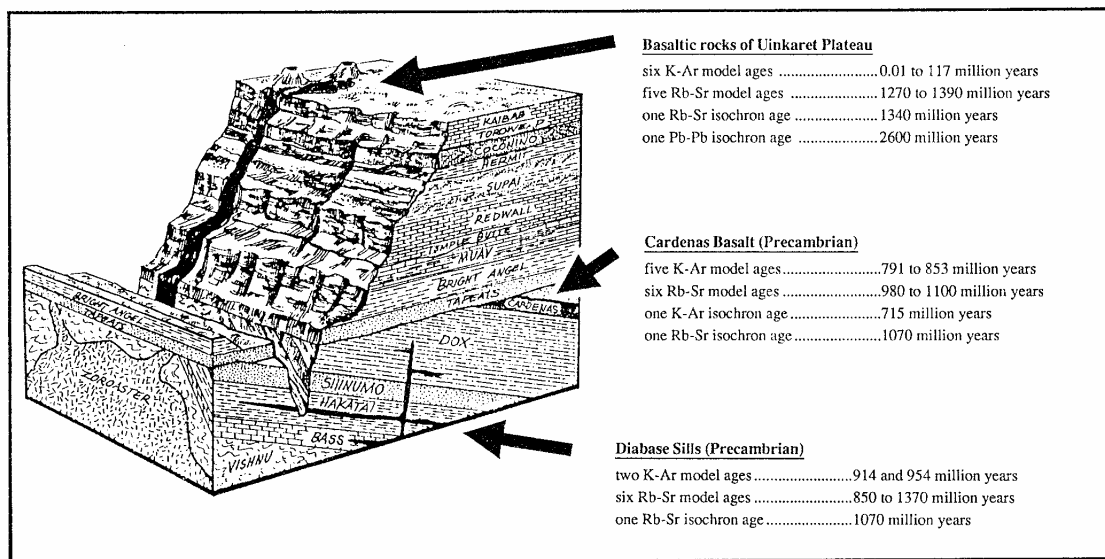 Basaltic rocks of Uinkaret Plateau
six K-Ar model ages ........................0.01 to 117 million years
five Rb-Sr model ages .....................1270 to 1390 million years
one Rb-Sr isochron age ...................1340 million years
one Pb-Pb isochron age ...................2600 million years
KAIBAB
TOROWEAP
COCONINO
HERMIT
SUPAI
REDWALL
TEMPLE BUTTE
MUAV
BRIGHT ANGEL
TAPEATS
CARDENAS
Cardenas Basalt (Precambrian)
five K-Ar model ages.......................791 to 853 million years
six Rb-Sr model ages.......................980 to 1100 million years
one K-Ar isochron age.....................715 million years
one Rb-Sr isochron age....................1070 million years
BRIGHT ANGEL
TAPEATS
ZOROASTER
DOX
SHINUMO
HAKATAI
BASS
VISHNU
Diabase Sills (Precambrian)
two K-Ar model ages.......................914 and 954 million years
six Rb-Sr model ages.......................850 to 1370 million years
one Rb-Sr isochron age....................1070 million years